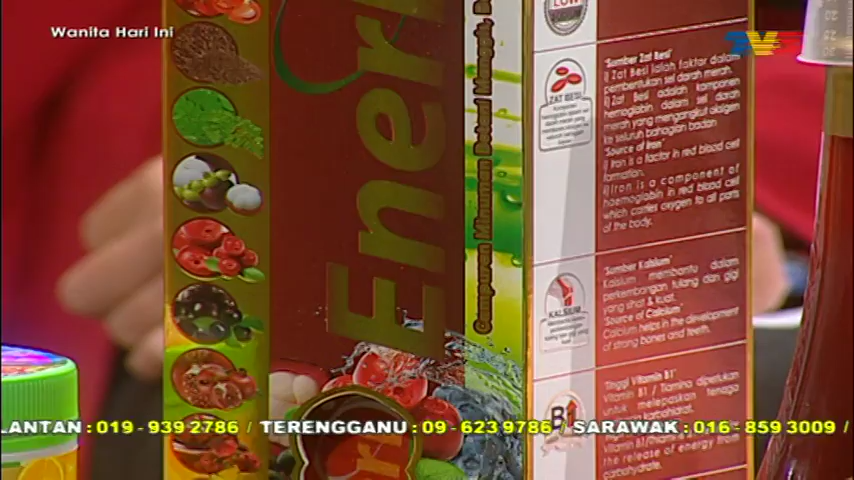 Wanita Hari Ini
TV3
Ener
Campuran Minuman Botani Manggis,
LOW
ZAT BESI
"Sumber Zat Besi"
i) Zat Besi ialah faktor dalam
pembentukan sel darah merah.
ii) Zat Besi adalah komponen
hemoglobin dalam sel darah
merah yang mengangkut oksigen
ke seluruh bahagian badan
"Source of Iron"
i) Iron is a factor in red blood cell
formation.
ii) Iron is a component of
haemoglobin in red blood cell
which carries oxygen to all parts
of the body.
KALSIUM
"Sumber Kalsium"
Kalsium membantu dalam
perkembangan tulang dan gigi
yang sihat & kuat.
"Source of Calcium"
Calcium helps in the development
of strong bones and teeth.
B1
"Tinggi Vitamin B1"
Vitamin B1 / Tiamina diperlukan
untuk melepaskan tenaga
karbohidrat.
Vitamin B1/
the release of energy from
carbohydrate.
LANTAN : 019 - 939 2786 / TERENGGANU : 09 - 623 9786 / SARAWAK : 016 - 859 3009 /